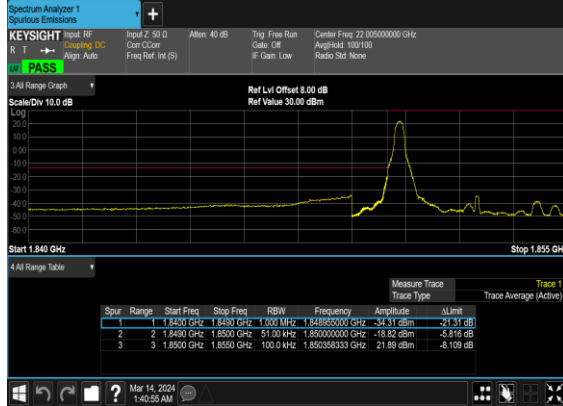 Spectrum Analyzer 1
Spurious Emissions
+
KEYSIGHT Input: RF Input Z: 50 Ω Atten: 40 dB Trig: Free Run Center Freq: 22.005000000 GHz
R T Coupling: DC Corr CCorr Gate: Off Avg|Hold: 100/100
Align: Auto Freq Ref: Int (S) IF Gain: Low Radio Std: None
PASS
3 All Range Graph
Ref Lvl Offset 8.00 dB
Scale/Div 10.0 dB Ref Value 30.00 dBm
Log
20.0
10.0
0.00
-10.0
-20.0
-30.0
-40.0
-50.0
-60.0
Start 1.840 GHz Stop 1.855 GH
4 All Range Table
Measure Trace Trace 1
Trace Type Trace Average (Active)
Spur Range Start Freq Stop Freq RBW Frequency Amplitude ΔLimit
1 1 1.8400 GHz 1.8490 GHz 1.000 MHz 1.848955000 GHz -34.31 dBm -21.31 dB
2 2 1.8490 GHz 1.8500 GHz 51.00 kHz 1.850000000 GHz -18.82 dBm -5.816 dB
3 3 1.8500 GHz 1.8550 GHz 100.0 kHz 1.850358333 GHz 21.89 dBm -8.109 dB
? Mar 14, 2024
1:40:55 AM